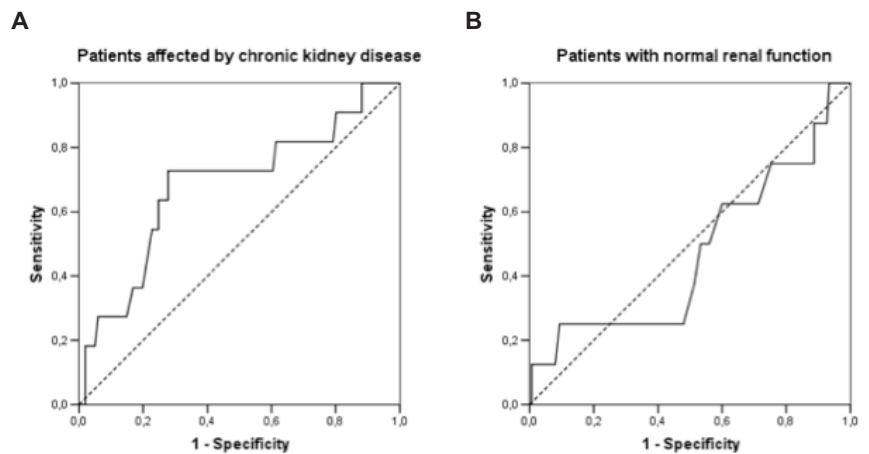 A
Patients affected by chronic kidney disease
1,0
0,8
0,6
0,4
0,2
0,0
Sensitivity
0,0 0,2 0,4 0,6 0,8 1,0
1 - Specificity
B
Patients with normal renal function
1,0
0,8
0,6
0,4
0,2
0,0
Sensitivity
0,0 0,2 0,4 0,6 0,8 1,0
1 - Specificity